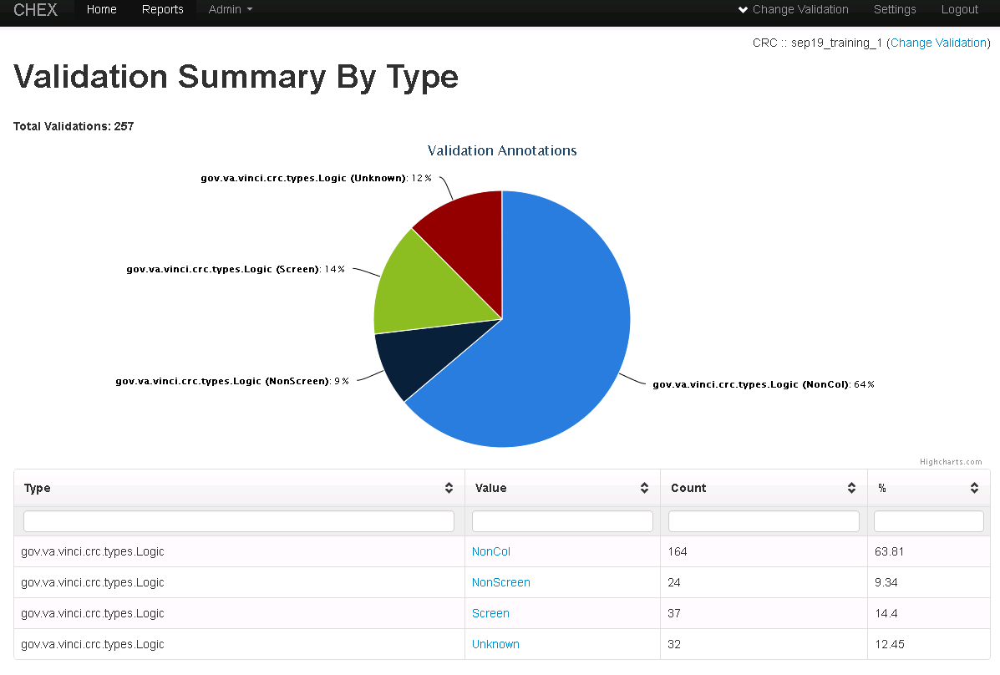 CHEX Home Reports Admin Change Validation Settings Logout
CRC :: sep19_training_1 (Change Validation)
Validation Summary By Type
Total Validations: 257
Validation Annotations
gov.va.vinci.crc.types.Logic (Unknown): 12%
gov.va.vinci.crc.types.Logic (Screen): 14%
gov.va.vinci.crc.types.Logic (NonScreen): 9%
gov.va.vinci.crc.types.Logic (NonCol): 64%
Highcharts.com
Type Value Count %
gov.va.vinci.crc.types.Logic NonCol 164 63.81
gov.va.vinci.crc.types.Logic NonScreen 24 9.34
gov.va.vinci.crc.types.Logic Screen 37 14.4
gov.va.vinci.crc.types.Logic Unknown 32 12.45